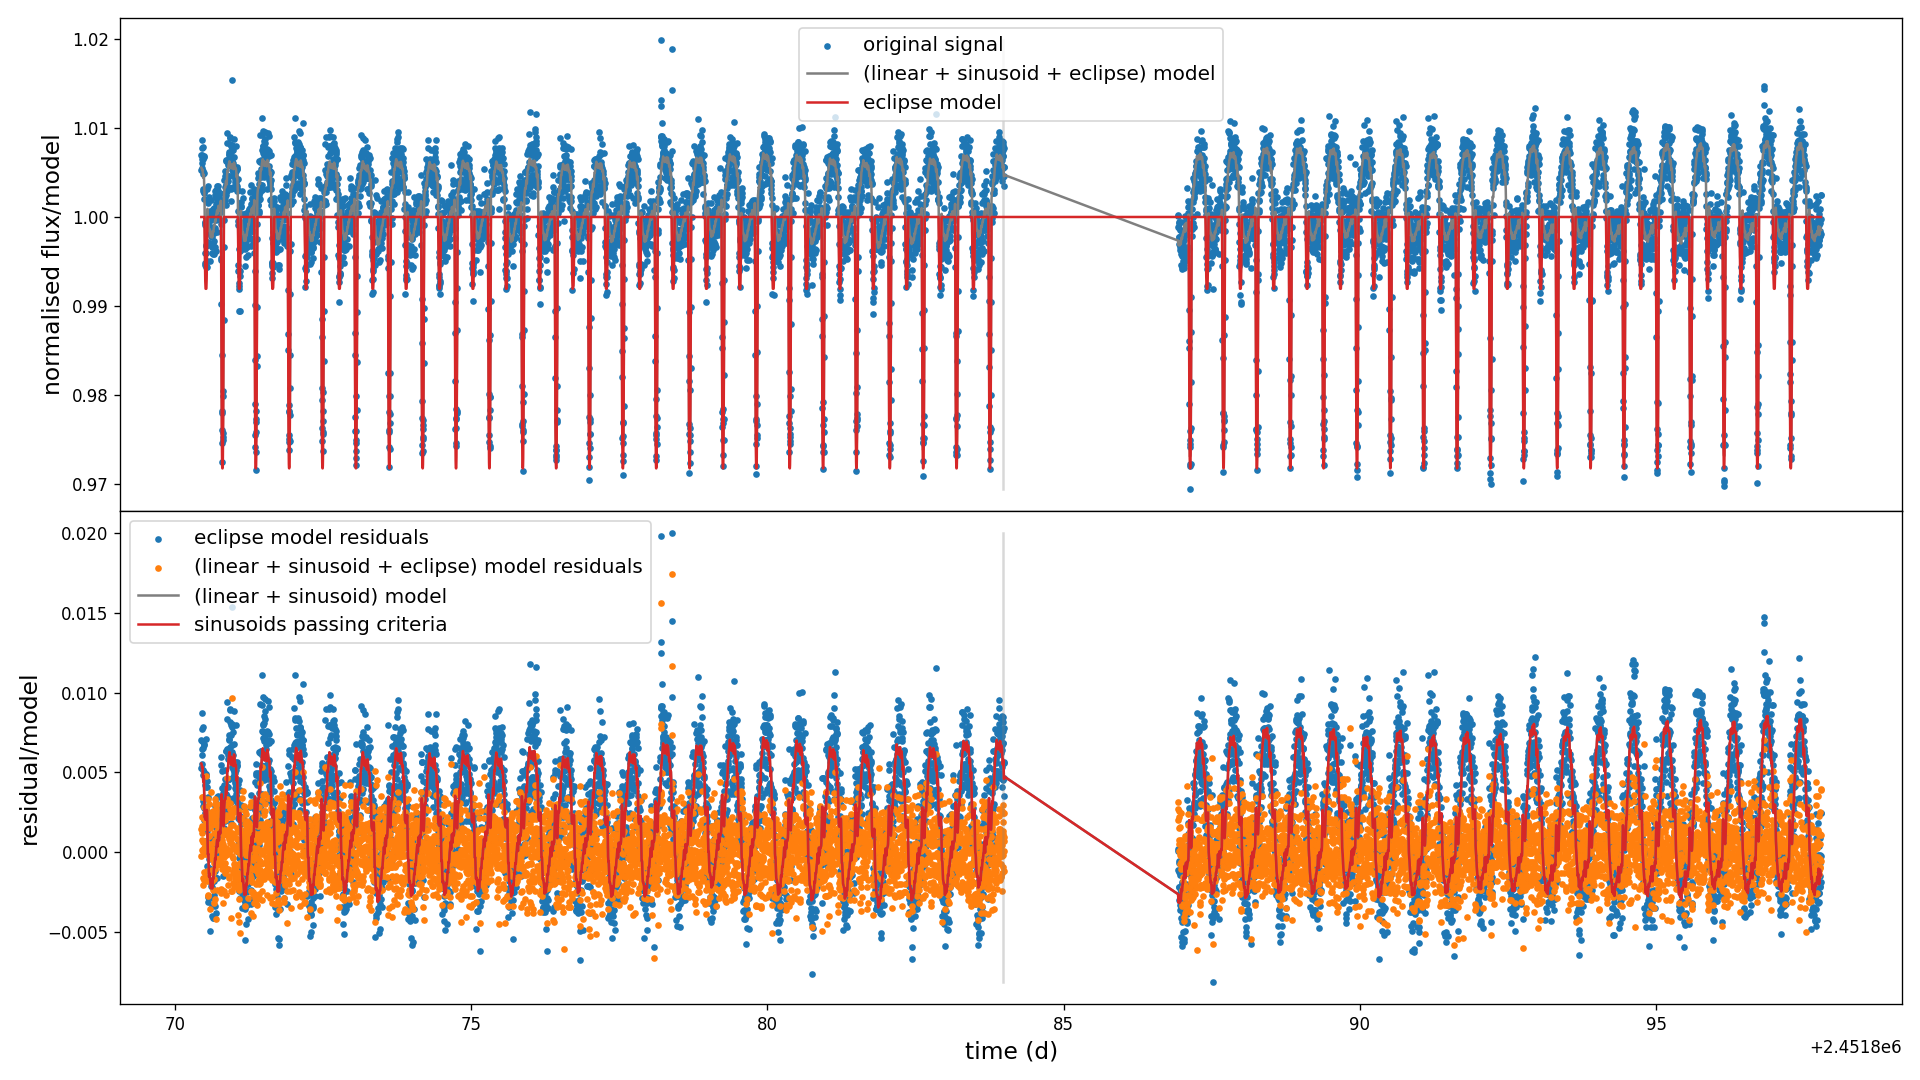 original signal
(linear + sinusoid + eclipse) model
eclipse model
1.02
1.01
1.00
0.99
0.98
0.97
normalised flux/model
eclipse model residuals
(linear + sinusoid + eclipse) model residuals
(linear + sinusoid) model
sinusoids passing criteria
0.020
0.015
0.010
0.005
0.000
−0.005
residual/model
70 75 80 85 90 95
time (d)
+2.4518e6